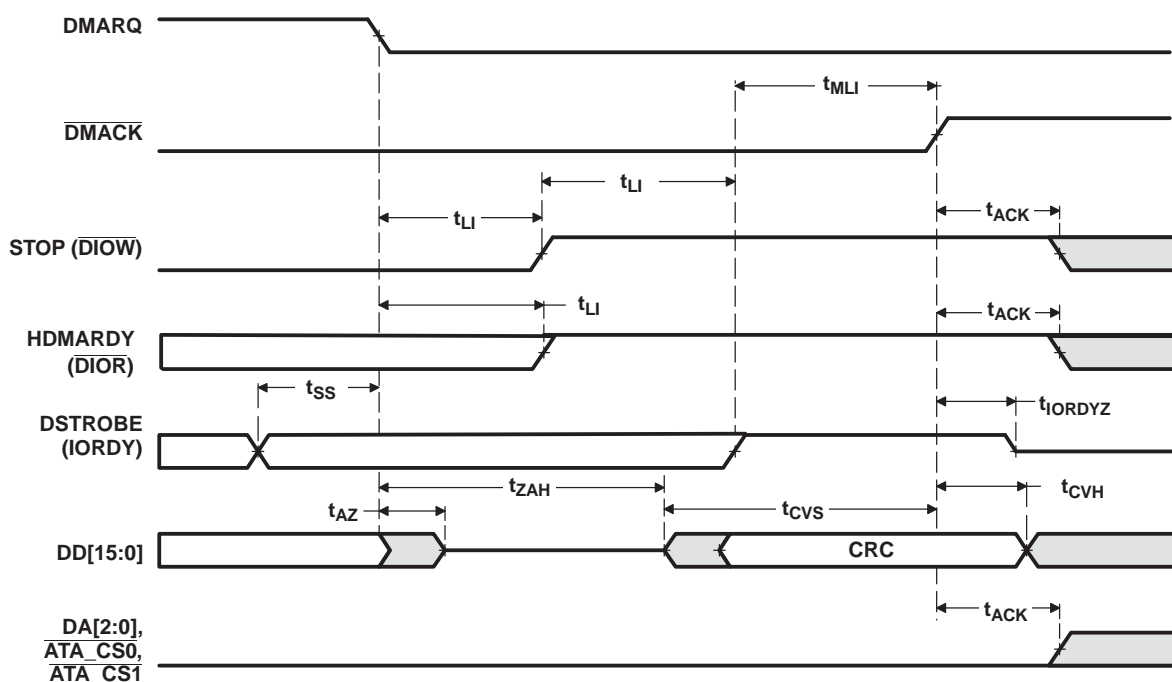 DMARQ
tMLI
DMACK
tLI
tLI
tACK
STOP (DIOW)
tLI
tACK
HDMARDY
(DIOR)
tSS
tIORDYZ
DSTROBE
(IORDY)
tZAH
tCVH
tAZ
tCVS
DD[15:0]
CRC
tACK
DA[2:0],
ATA_CS0,
ATA_CS1